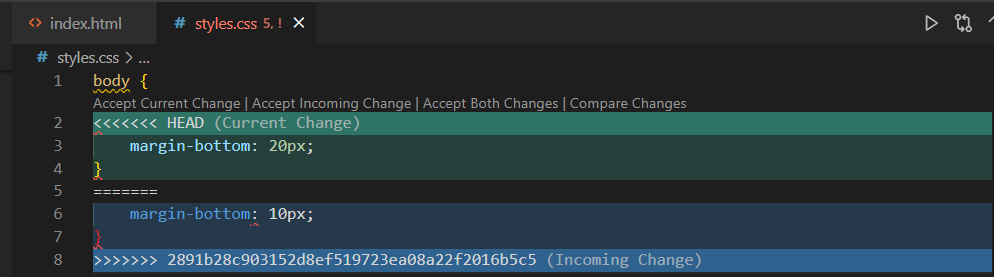 <> index.html # styles.css 5, !
# styles.css > ...
1 body {
Accept Current Change | Accept Incoming Change | Accept Both Changes | Compare Changes
2 <<<<<<< HEAD (Current Change)
3 margin-bottom: 20px;
4 }
5 =======
6 margin-bottom: 10px;
7 }
8 >>>>>>> 2891b28c903152d8ef519723ea08a22f2016b5c5 (Incoming Change)